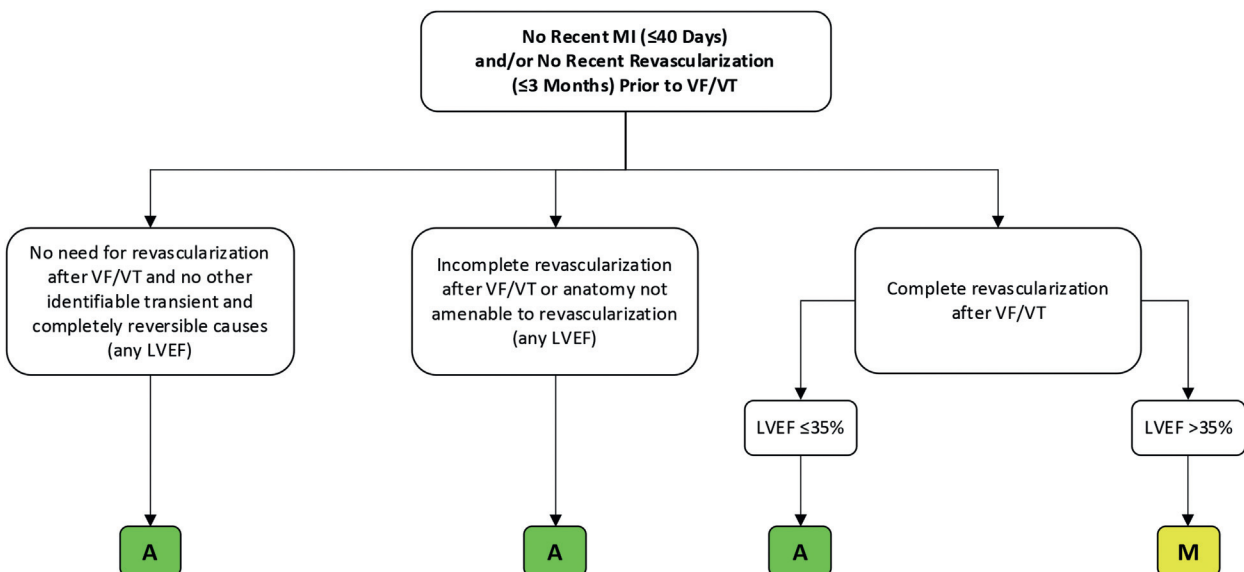 No Recent MI (≤40 Days)
and/or No Recent Revascularization
(≤3 Months) Prior to VF/VT
No need for revascularization
after VF/VT and no other
identifiable transient and
completely reversible causes
(any LVEF)
Incomplete revascularization
after VF/VT or anatomy not
amenable to revascularization
(any LVEF)
Complete revascularization
after VF/VT
LVEF ≤35%
LVEF >35%
A
A
A
M